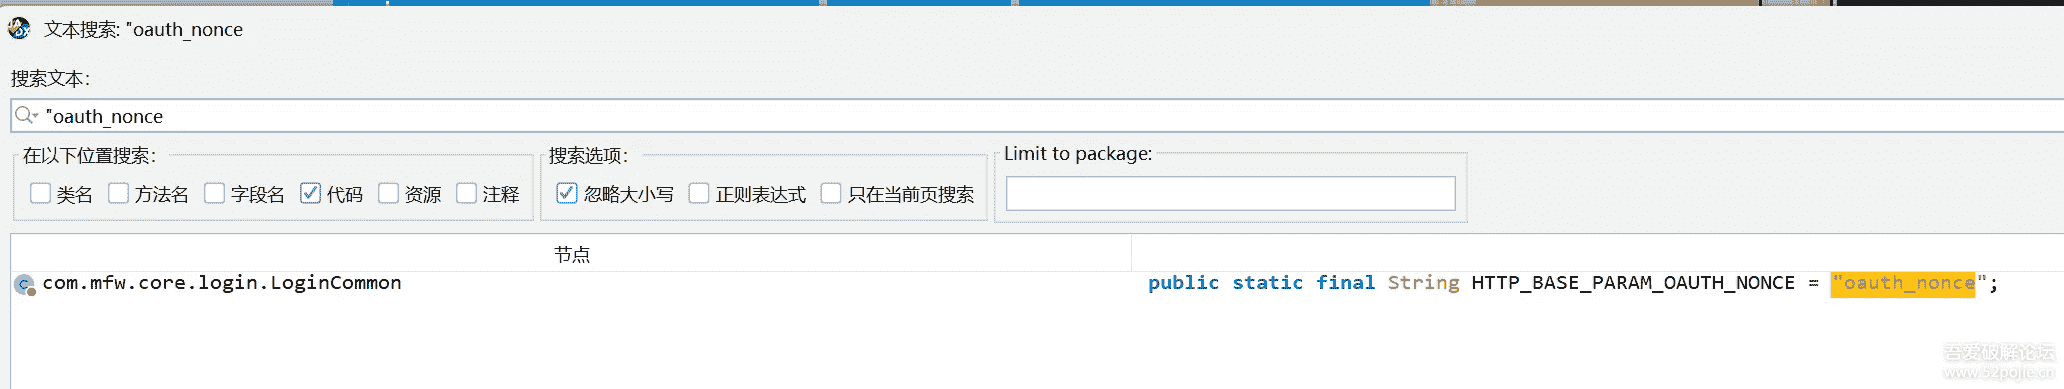 文本搜索: "oauth_nonce
搜索文本:
"oauth_nonce
在以下位置搜索: 搜索选项: Limit to package:
类名 方法名 字段名 代码 资源 注释 忽略大小写 正则表达式 只在当前页搜索
节点
com.mfw.core.login.LoginCommon public static final String HTTP_BASE_PARAM_OAUTH_NONCE = "oauth_nonce";
吾爱破解论坛
www.52pojie.cn